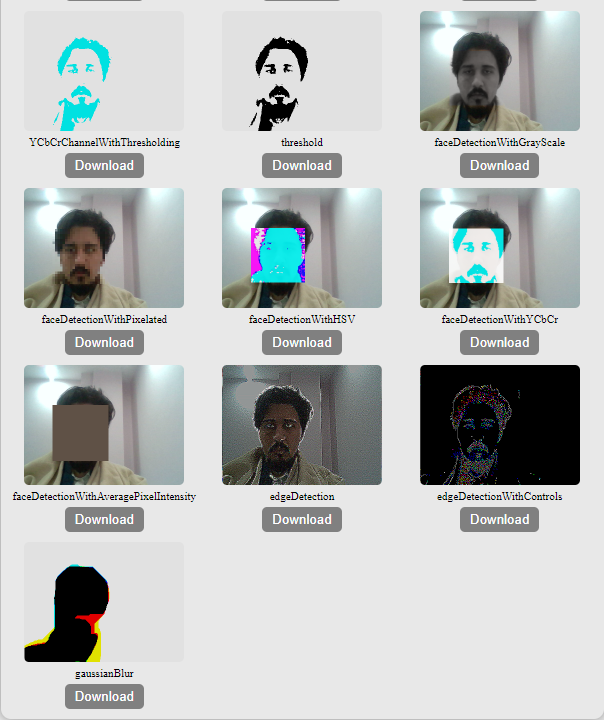 YCbCrChannelWithThresholding threshold faceDetectionWithGrayScale
Download Download Download
faceDetectionWithPixelated faceDetectionWithHSV faceDetectionWithYCbCr
Download Download Download
faceDetectionWithAveragePixelIntensity edgeDetection edgeDetectionWithControls
Download Download Download
gaussianBlur
Download